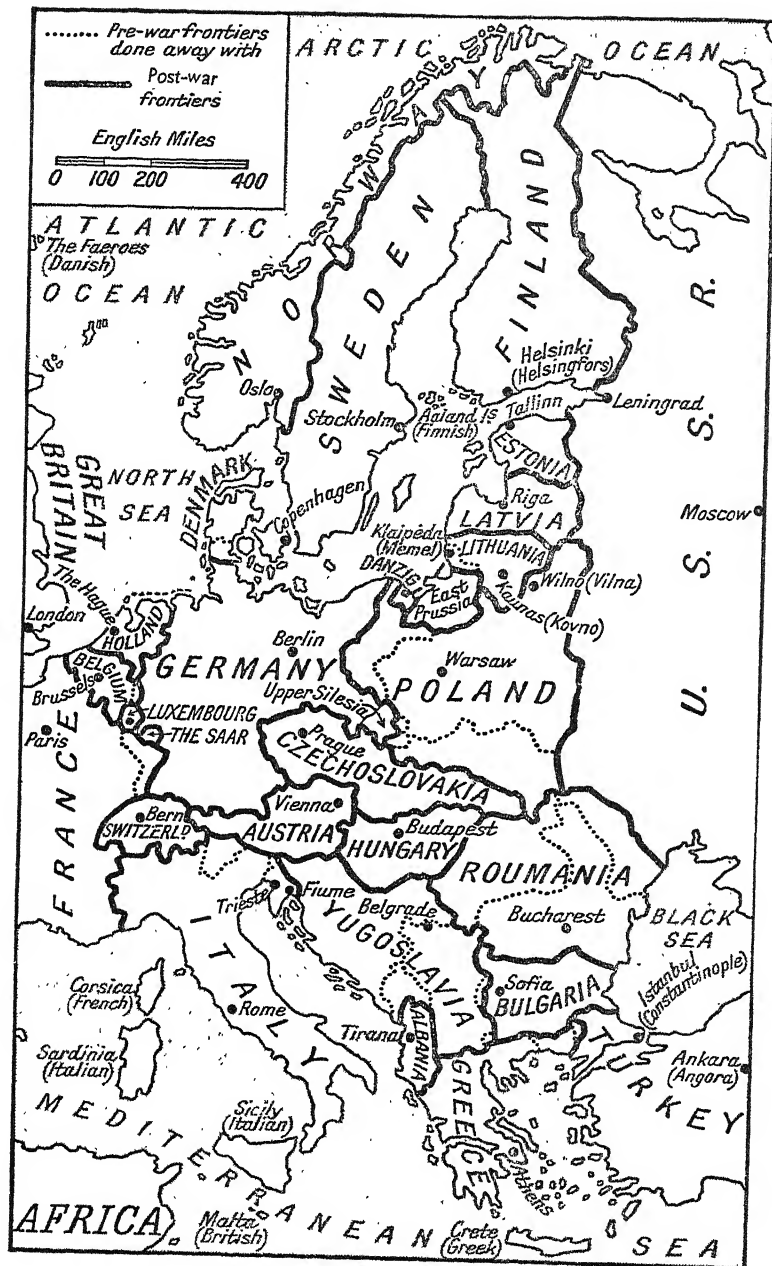 Pre-war frontiers
done away with
Post-war
frontiers
English Miles
0 100 200 400
ARCTIC OCEAN
ATLANTIC
OCEAN
The Faeroes
(Danish)
NORWAY
SWEDEN
FINLAND
U. S. S. R.
Helsinki
(Helsingfors)
Oslo
Stockholm
Aaland Is
(Finnish)
Tallinn
Leningrad
ESTONIA
GREAT
BRITAIN
NORTH
SEA
DENMARK
Copenhagen
Riga
LATVIA
Moscow
Klaipėda
(Memel)
LITHUANIA
DANZIG
East
Prussia
Wilno (Vilna)
Kaunas (Kovno)
The Hague
London
HOLLAND
Berlin
GERMANY
Warsaw
POLAND
BELGIUM
Brussels
Upper Silesia
LUXEMBOURG
THE SAAR
Paris
Prague
CZECHOSLOVAKIA
FRANCE
Bern
SWITZERLD
Vienna
AUSTRIA
Budapest
HUNGARY
ROUMANIA
Trieste
Fiume
Belgrade
YUGOSLAVIA
Bucharest
BLACK
SEA
ITALY
Corsica
(French)
Sofia
BULGARIA
Istanbul
(Constantinople)
Rome
Tirana
ALBANIA
Sardinia
(Italian)
GREECE
TURKEY
Ankara
(Angora)
Sicily
(Italian)
Athens
MEDITERRANEAN SEA
AFRICA
Malta
(British)
Crete
(Greek)